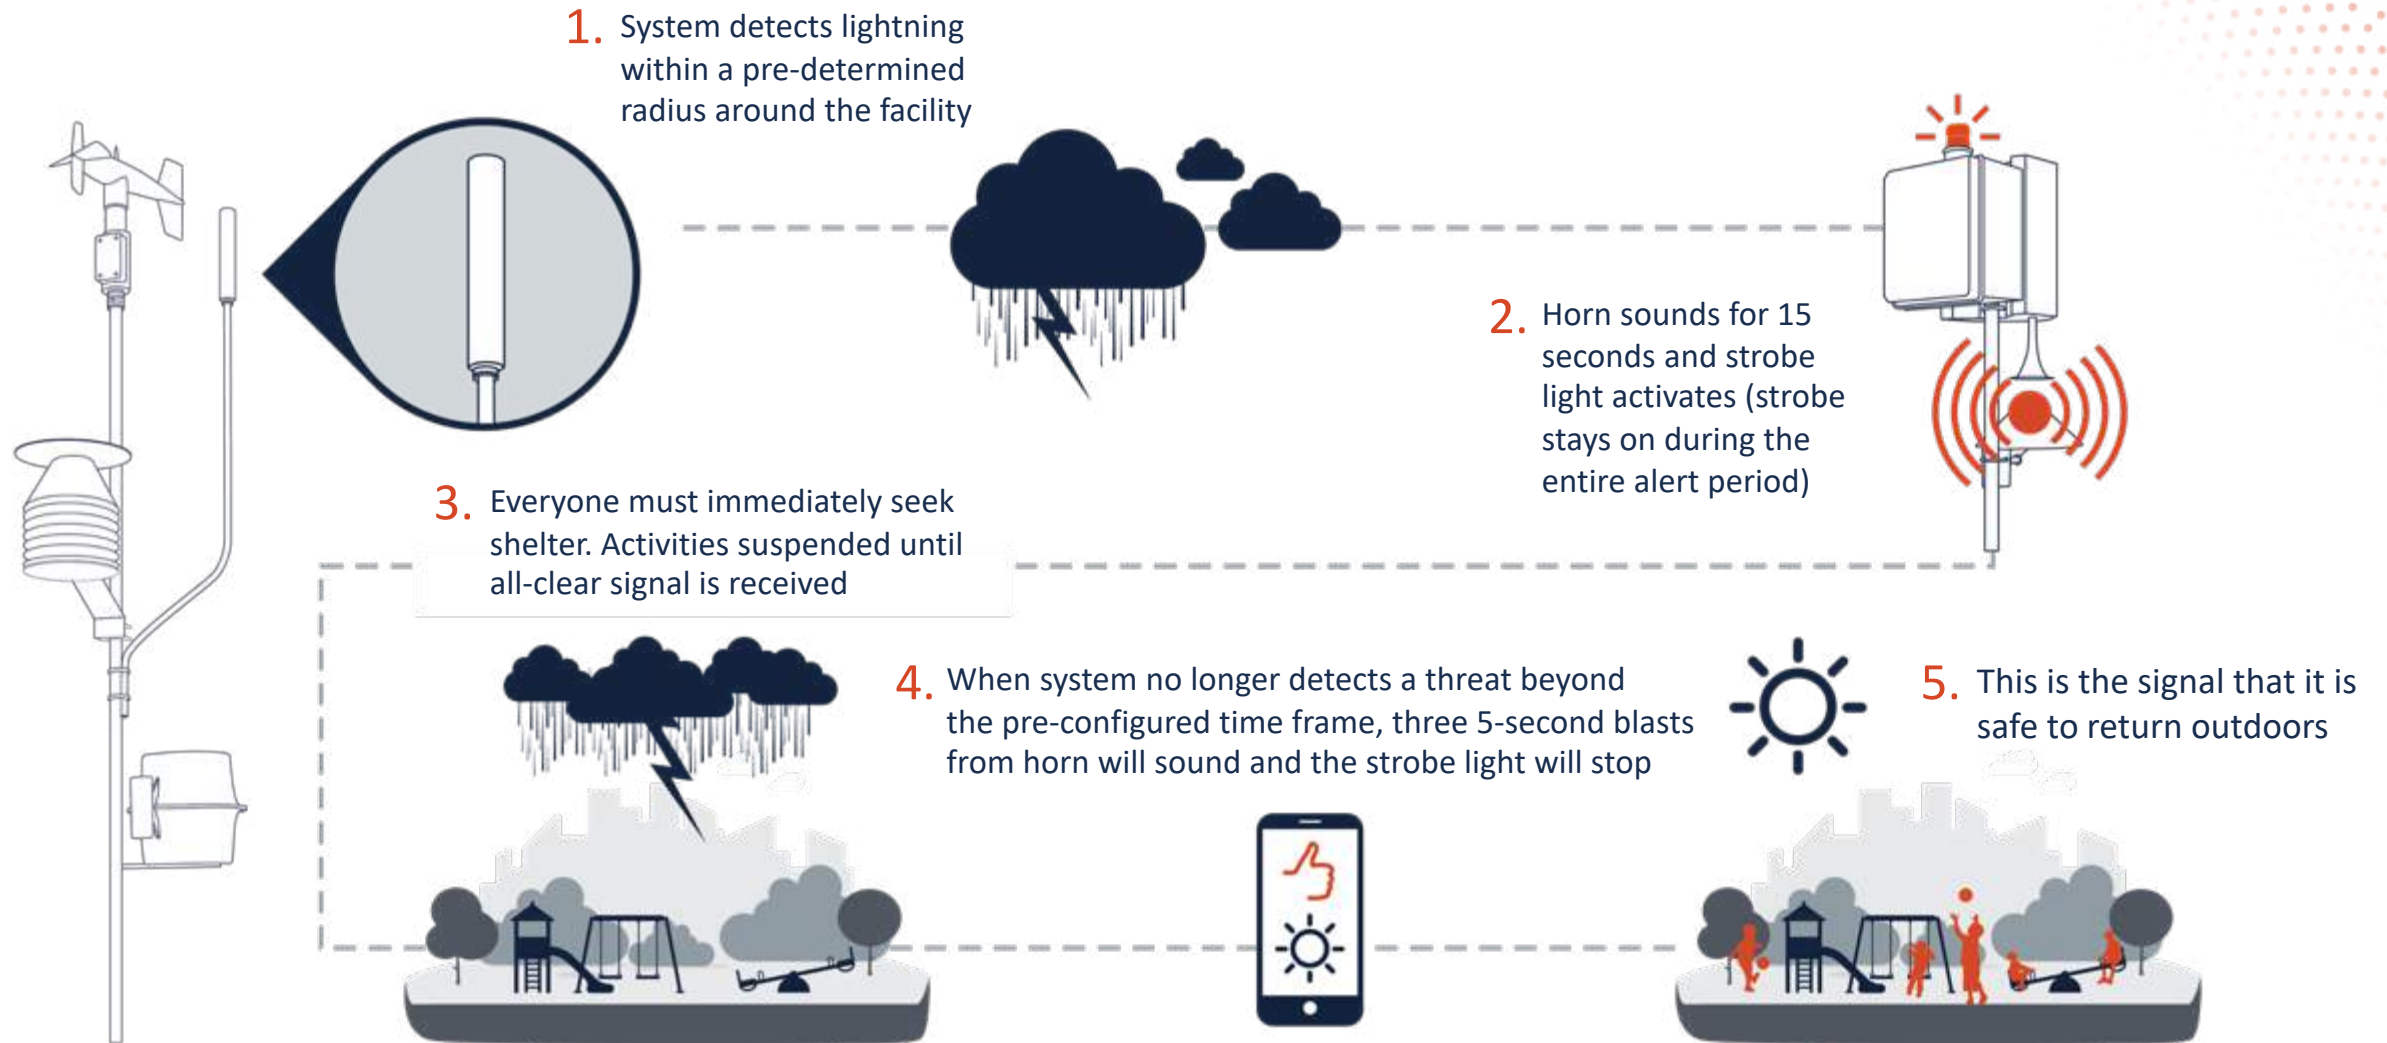 1. System detects lightning
within a pre-determined
radius around the facility
2. Horn sounds for 15
seconds and strobe
light activates (strobe
stays on during the
entire alert period)
3. Everyone must immediately seek
shelter. Activities suspended until
all-clear signal is received
4. When system no longer detects a threat beyond
the pre-configured time frame, three 5-second blasts
from horn will sound and the strobe light will stop
5. This is the signal that it is
safe to return outdoors